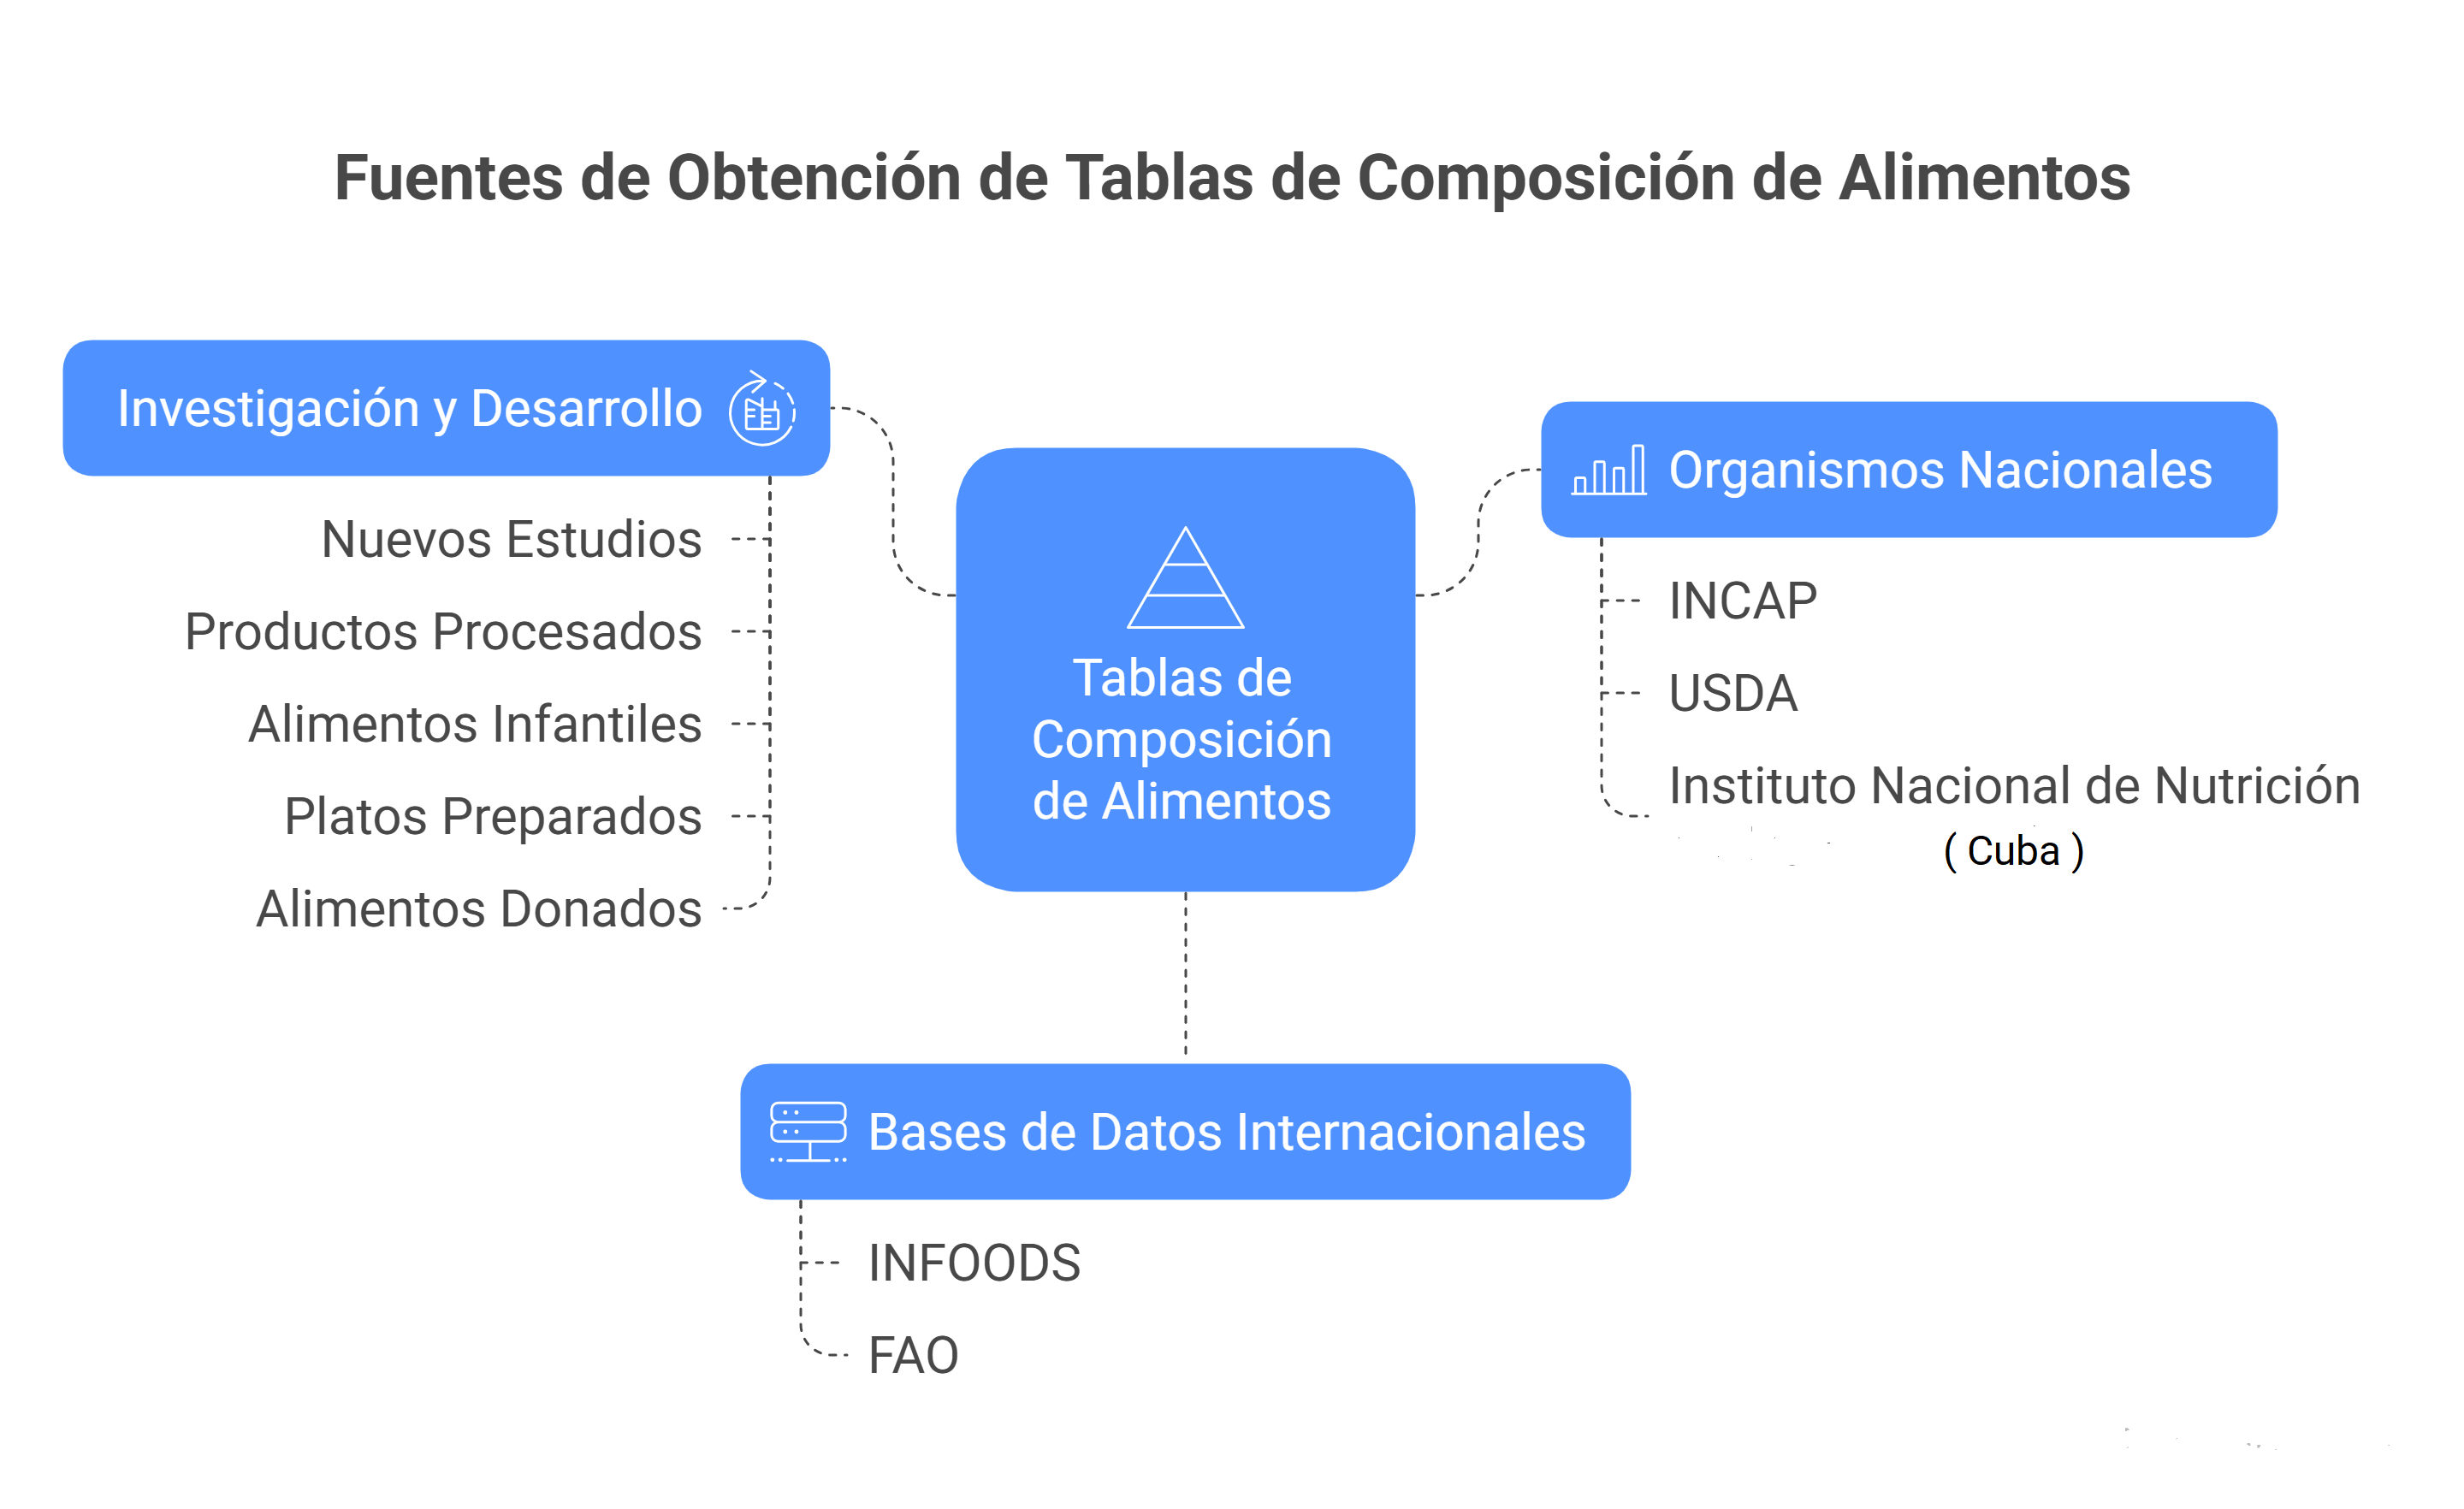 Fuentes de Obtención de Tablas de Composición de Alimentos
Investigación y Desarrollo
Nuevos Estudios
Productos Procesados
Alimentos Infantiles
Platos Preparados
Alimentos Donados
Tablas de
Composición
de Alimentos
Organismos Nacionales
INCAP
USDA
Instituto Nacional de Nutrición
( Cuba )
Bases de Datos Internacionales
INFOODS
FAO